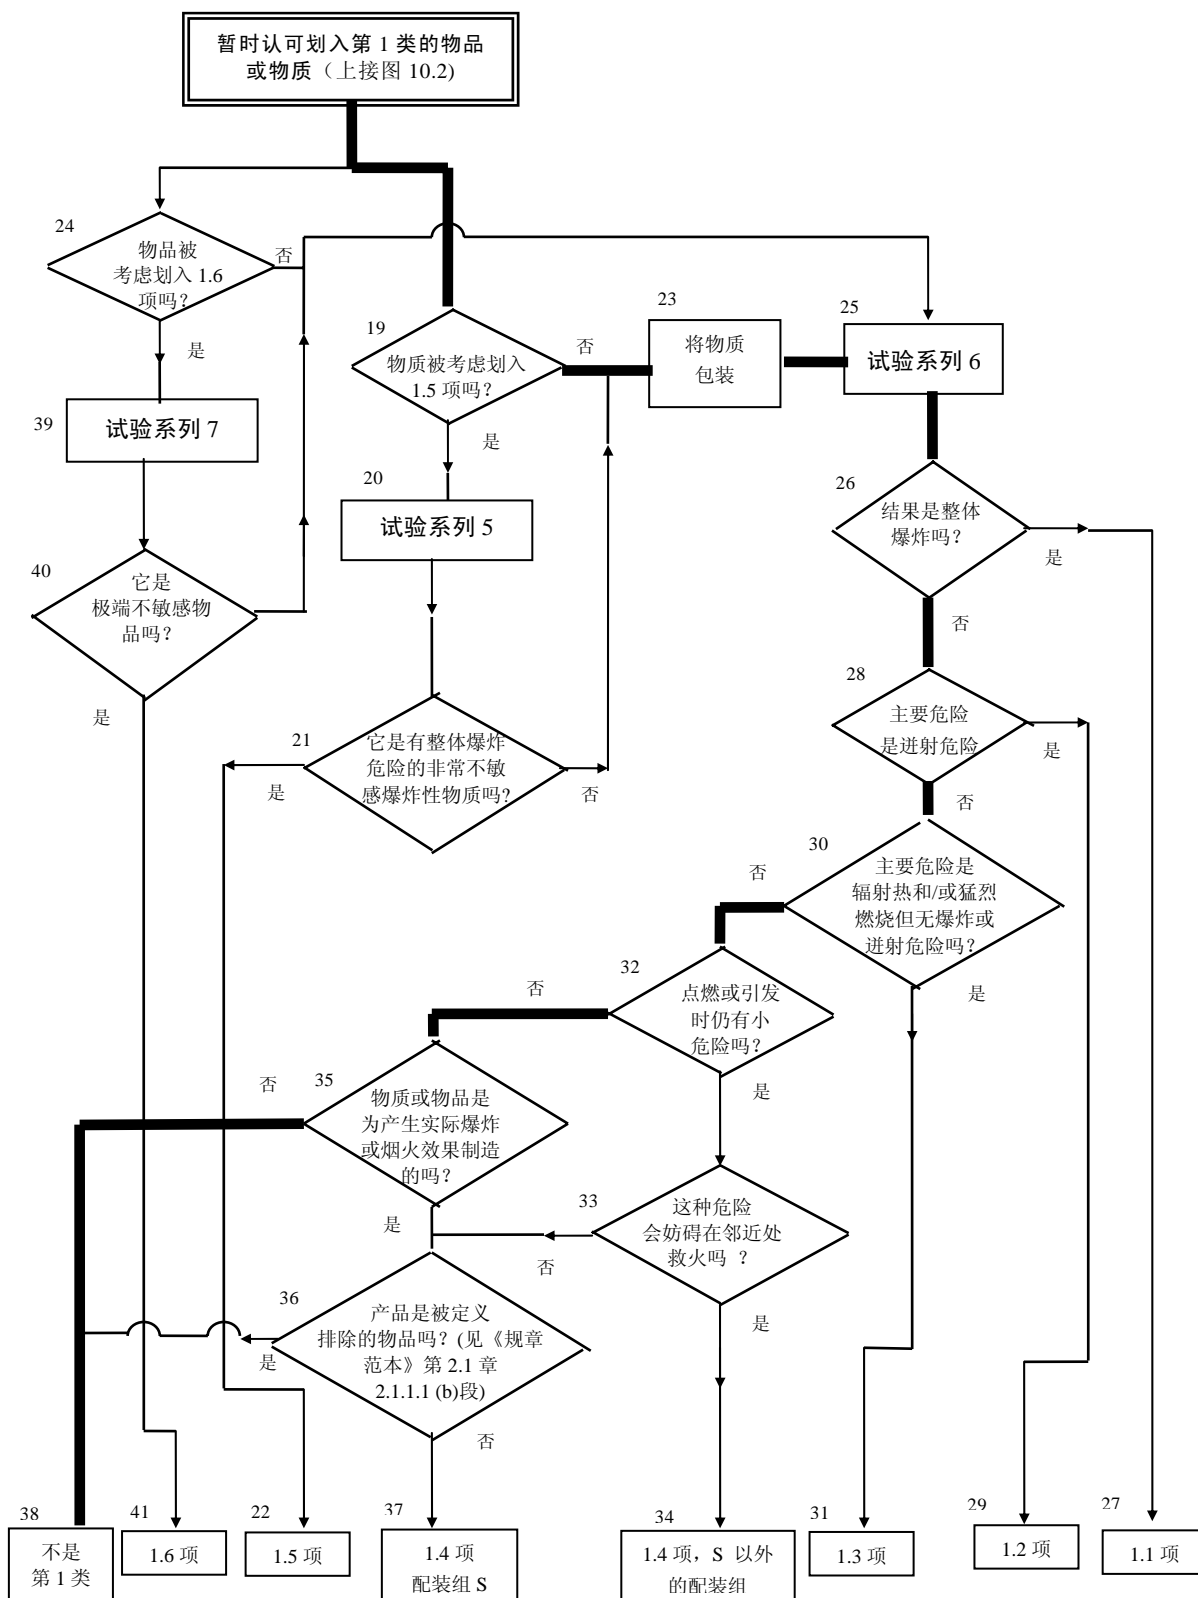 暂时认可划入第 1 类的物品
或物质（上接图 10.2)
24
物品被
考虑划入 1.6
项吗？
否
是
19
物质被考虑划入
1.5 项吗？
否
是
23
将物质
包装
25
试验系列 6
39
试验系列 7
20
试验系列 5
26
结果是整体
爆炸吗？
是
否
40
它是
极端不敏感物
品吗？
是
21
它是有整体爆炸
危险的非常不敏
感爆炸性物质吗?
是
否
28
主要危险
是迸射危险
是
否
30
主要危险是
辐射热和/或猛烈
燃烧但无爆炸或
迸射危险吗？
否
是
32
点燃或引发
时仍有小
危险吗？
否
是
35
物质或物品是
为产生实际爆炸
或烟火效果制造
的吗？
否
是
33
这种危险
会妨碍在邻近处
救火吗 ？
否
是
36
产品是被定义
排除的物品吗？(见《规章
范本》第 2.1 章
2.1.1.1 (b)段)
是
否
38
不是
第 1 类
41
1.6 项
22
1.5 项
37
1.4 项
配装组 S
34
1.4 项，S 以外
的配装组
31
1.3 项
29
1.2 项
27
1.1 项